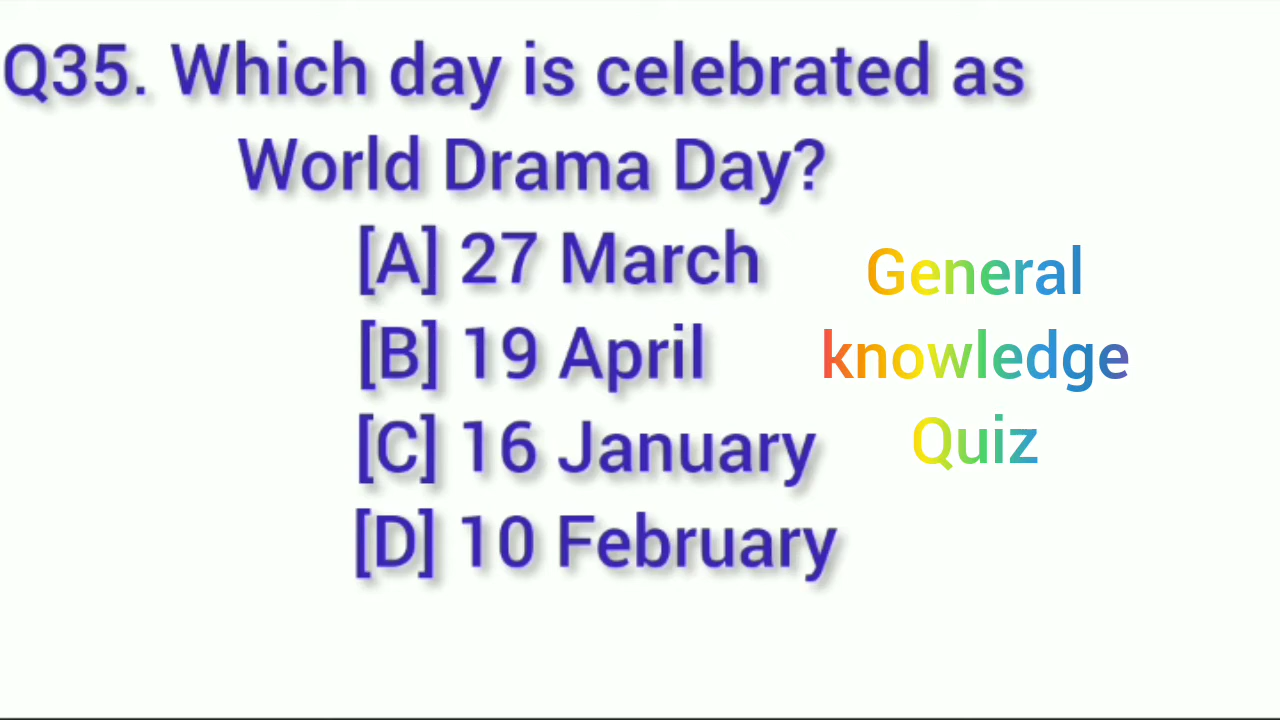 Q35. Which day is celebrated as
World Drama Day?
[A] 27 March
[B] 19 April
[C] 16 January
[D] 10 February
General
knowledge
Quiz